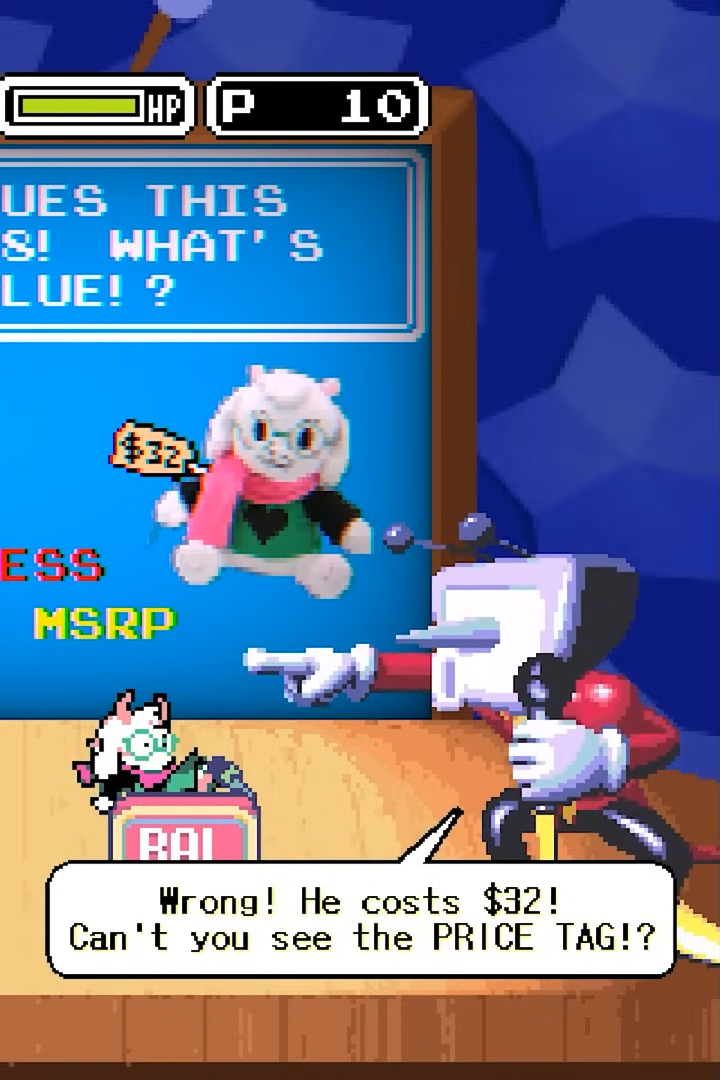 HP
P 10
UES THIS
&! WHAT'S
LUE!?
$32
ESS
MSRP
RAL
Wrong! He costs $32!
Can't you see the PRICE TAG!?